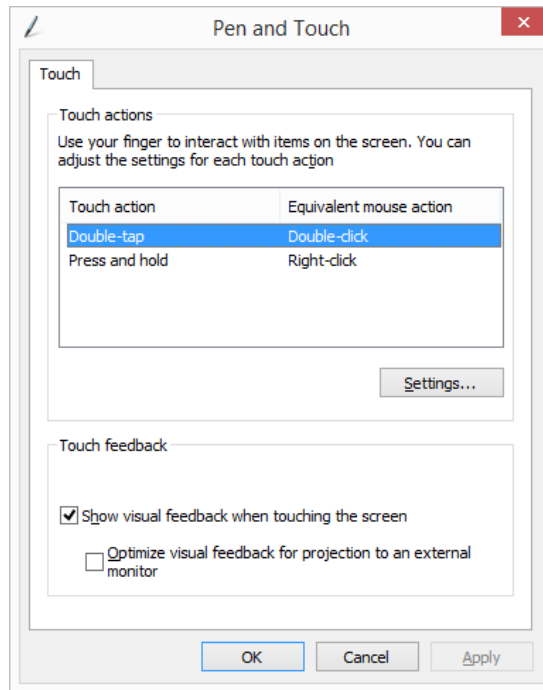 Pen and Touch
Touch
Touch actions
Use your finger to interact with items on the screen. You can
adjust the settings for each touch action
Touch action Equivalent mouse action
Double-tap Double-click
Press and hold Right-click
Settings...
Touch feedback
Show visual feedback when touching the screen
Optimize visual feedback for projection to an external
monitor
OK Cancel Apply